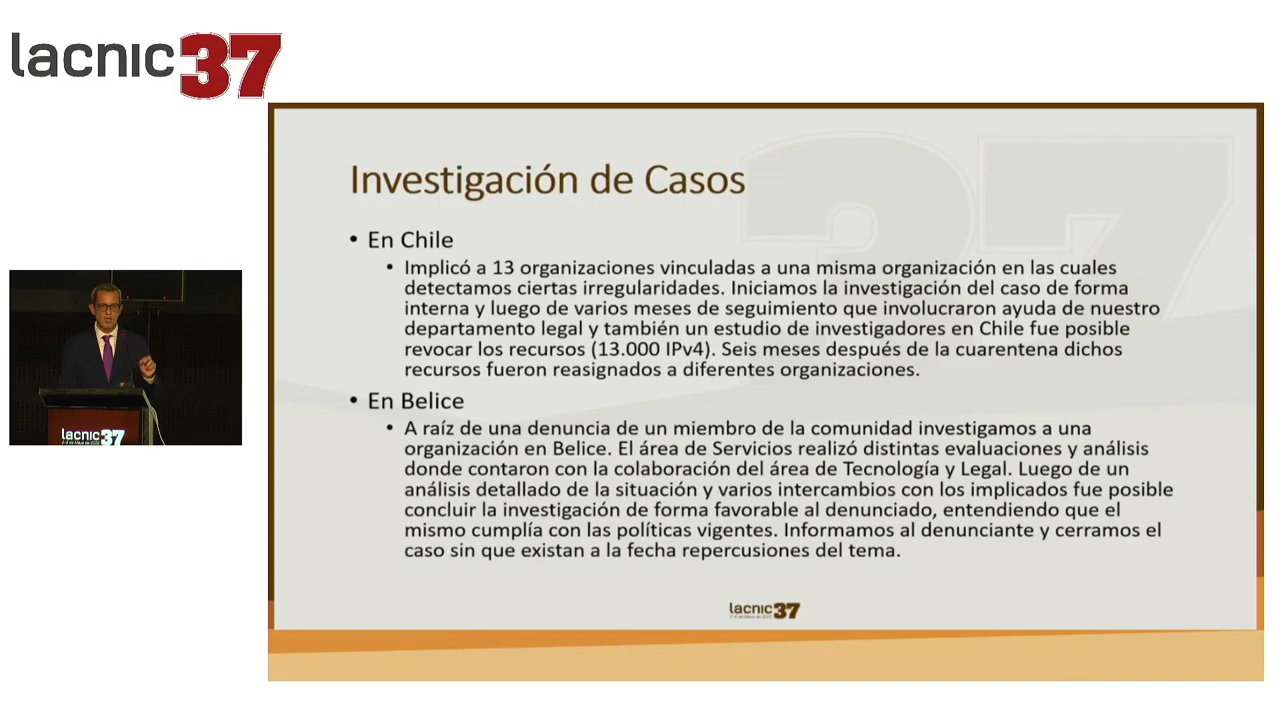 lacnic 37
Investigación de Casos
• En Chile
• Implicó a 13 organizaciones vinculadas a una misma organización en las cuales
detectamos ciertas irregularidades. Iniciamos la investigación del caso de forma
interna y luego de varios meses de seguimiento que involucraron ayuda de nuestro
departamento legal y también un estudio de investigadores en Chile fue posible
revocar los recursos (13.000 IPv4). Seis meses después de la cuarentena dichos
recursos fueron reasignados a diferentes organizaciones.
• En Belice
• A raíz de una denuncia de un miembro de la comunidad investigamos a una
organización en Belice. El área de Servicios realizó distintas evaluaciones y análisis
donde contaron con la colaboración del área de Tecnología y Legal. Luego de un
análisis detallado de la situación y varios intercambios con los implicados fue posible
concluir la investigación de forma favorable al denunciado, entendiendo que el
mismo cumplía con las políticas vigentes. Informamos al denunciante y cerramos el
caso sin que existan a la fecha repercusiones del tema.
lacnic 37
lacnic 37
37